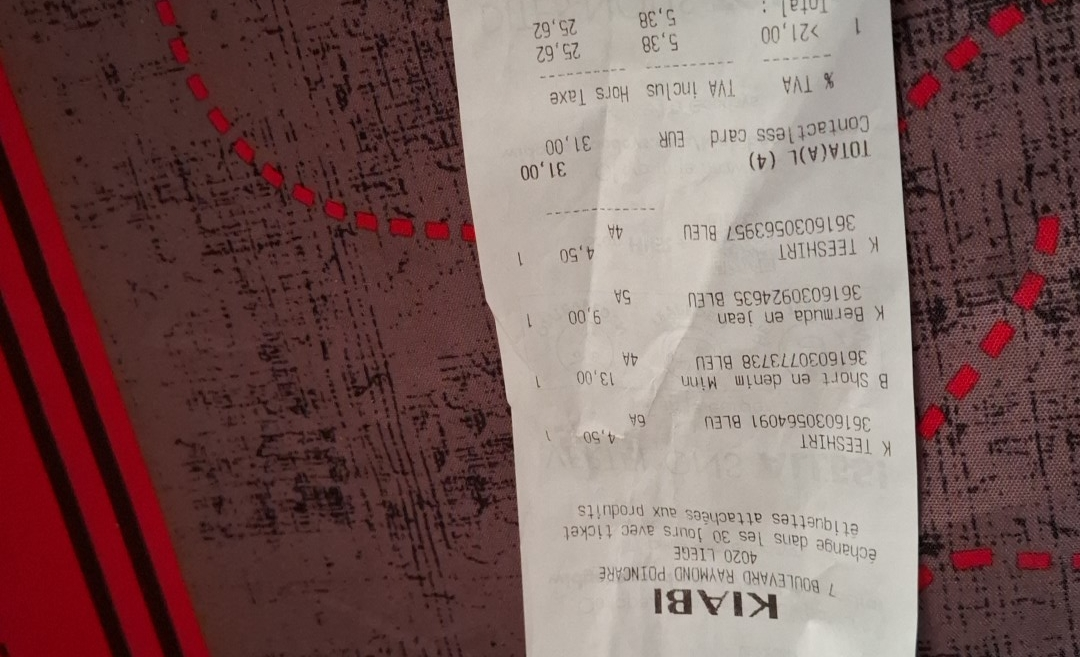 KIABI
7 BOULEVARD RAYMOND POINCARÉ
4020 LIEGE
échange dans les 30 jours avec ticket
étiquettes attachées aux produits
K TEESHIRT 4,50 1
3616030564091 BLEU 6A
B Short en denim Minn 13,00 1
3616030773738 BLEU 4A
K Bermuda en jean 9,00 1
3616030924635 BLEU 5A
K TEESHIRT 4,50 1
3616030563957 BLEU 4A
TOTA(A)L (4) 31,00
Contactless card EUR 31,00
% TVA TVA inclus Hors Taxe
1 >21,00 5,38 25,62
Total : 5,38 25,62